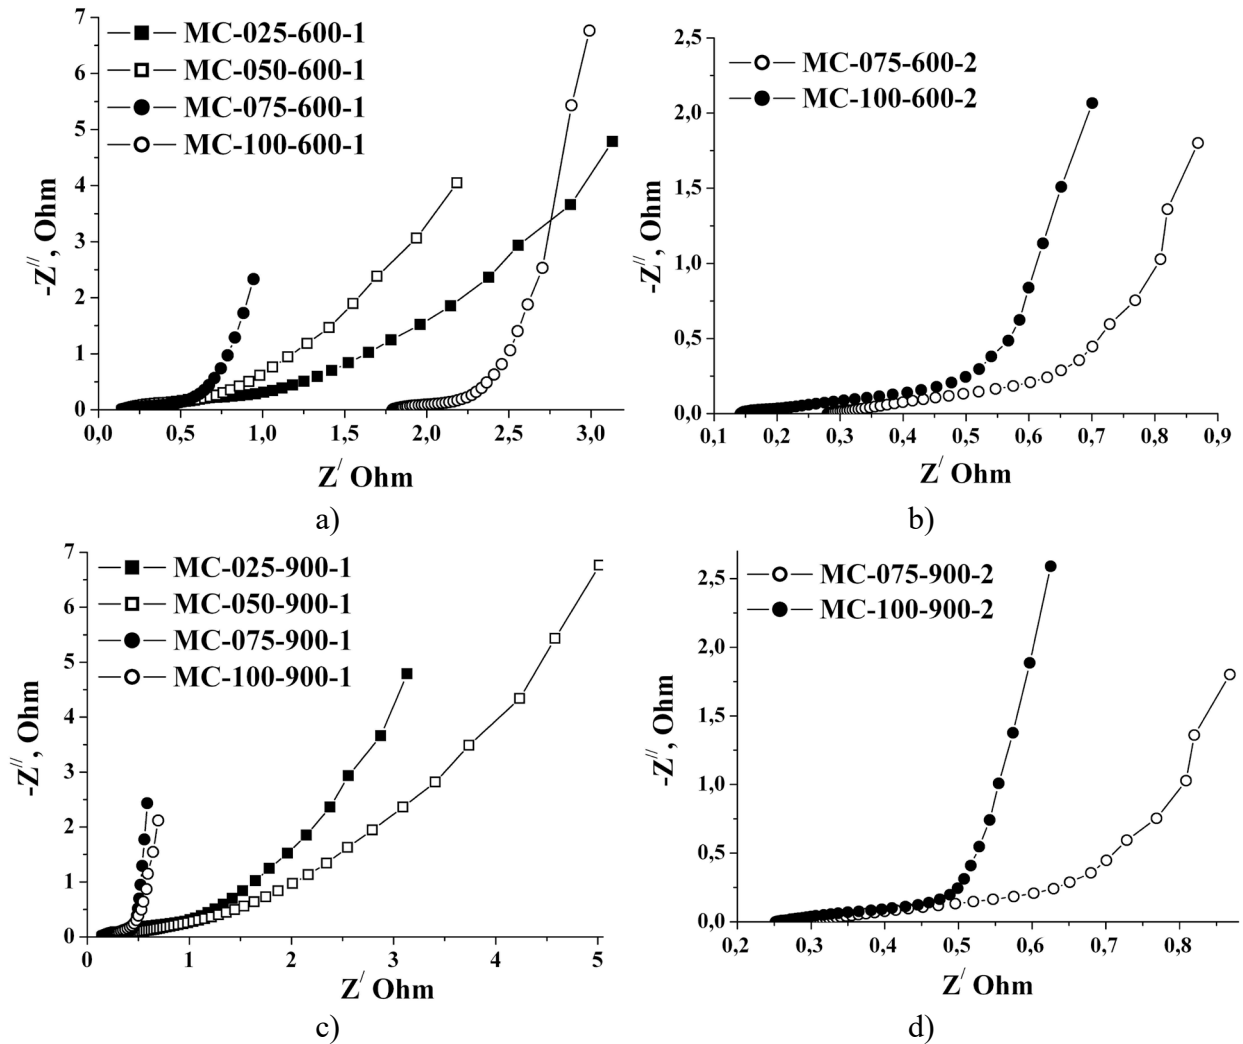 7
6
5
4
3
2
1
0
-Z//, Ohm
MC-025-600-1
MC-050-600-1
MC-075-600-1
MC-100-600-1
0,0 0,5 1,0 1,5 2,0 2,5 3,0
Z/ Ohm
a)
2,5
2,0
1,5
1,0
0,5
0,0
-Z//, Ohm
MC-075-600-2
MC-100-600-2
0,1 0,2 0,3 0,4 0,5 0,6 0,7 0,8 0,9
Z/ Ohm
b)
7
6
5
4
3
2
1
0
-Z//, Ohm
MC-025-900-1
MC-050-900-1
MC-075-900-1
MC-100-900-1
0 1 2 3 4 5
Z/ Ohm
c)
2,5
2,0
1,5
1,0
0,5
0,0
-Z//, Ohm
MC-075-900-2
MC-100-900-2
0,2 0,3 0,4 0,5 0,6 0,7 0,8
Z/ Ohm
d)